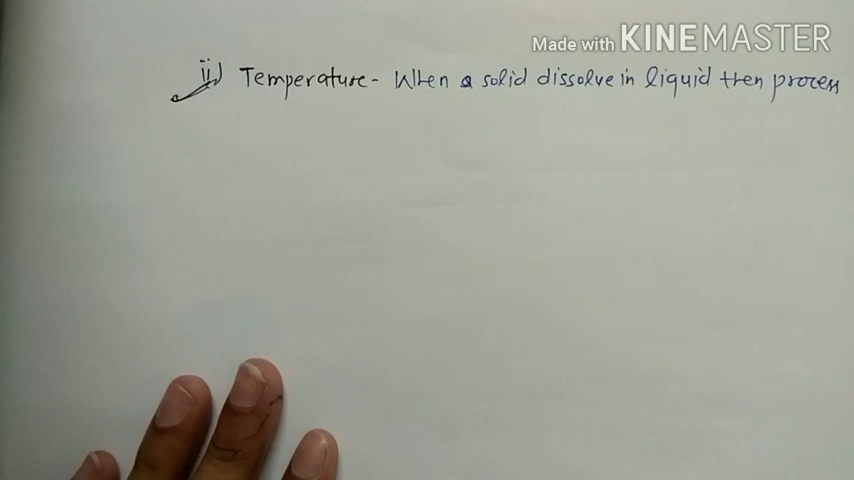 Made with KINEMASTER
ii) Temperature - When a solid dissolve in liquid then process